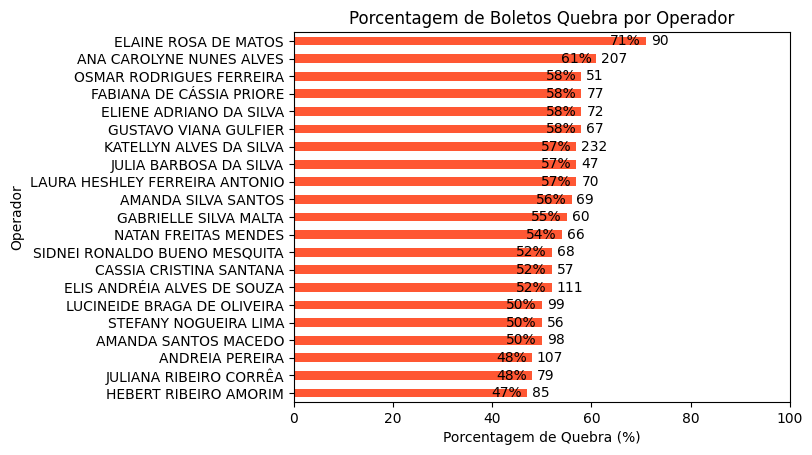 Porcentagem de Boletos Quebra por Operador
ELAINE ROSA DE MATOS 71% 90
ANA CAROLYNE NUNES ALVES 61% 207
OSMAR RODRIGUES FERREIRA 58% 51
FABIANA DE CÁSSIA PRIORE 58% 77
ELIENE ADRIANO DA SILVA 58% 72
GUSTAVO VIANA GULFIER 58% 67
KATELLYN ALVES DA SILVA 57% 232
JULIA BARBOSA DA SILVA 57% 47
LAURA HESHLEY FERREIRA ANTONIO 57% 70
AMANDA SILVA SANTOS 56% 69
GABRIELLE SILVA MALTA 55% 60
NATAN FREITAS MENDES 54% 66
SIDNEI RONALDO BUENO MESQUITA 52% 68
CASSIA CRISTINA SANTANA 52% 57
ELIS ANDRÉIA ALVES DE SOUZA 52% 111
LUCINEIDE BRAGA DE OLIVEIRA 50% 99
STEFANY NOGUEIRA LIMA 50% 56
AMANDA SANTOS MACEDO 50% 98
ANDREIA PEREIRA 48% 107
JULIANA RIBEIRO CORRÊA 48% 79
HEBERT RIBEIRO AMORIM 47% 85
Operador
0 20 40 60 80 100
Porcentagem de Quebra (%)